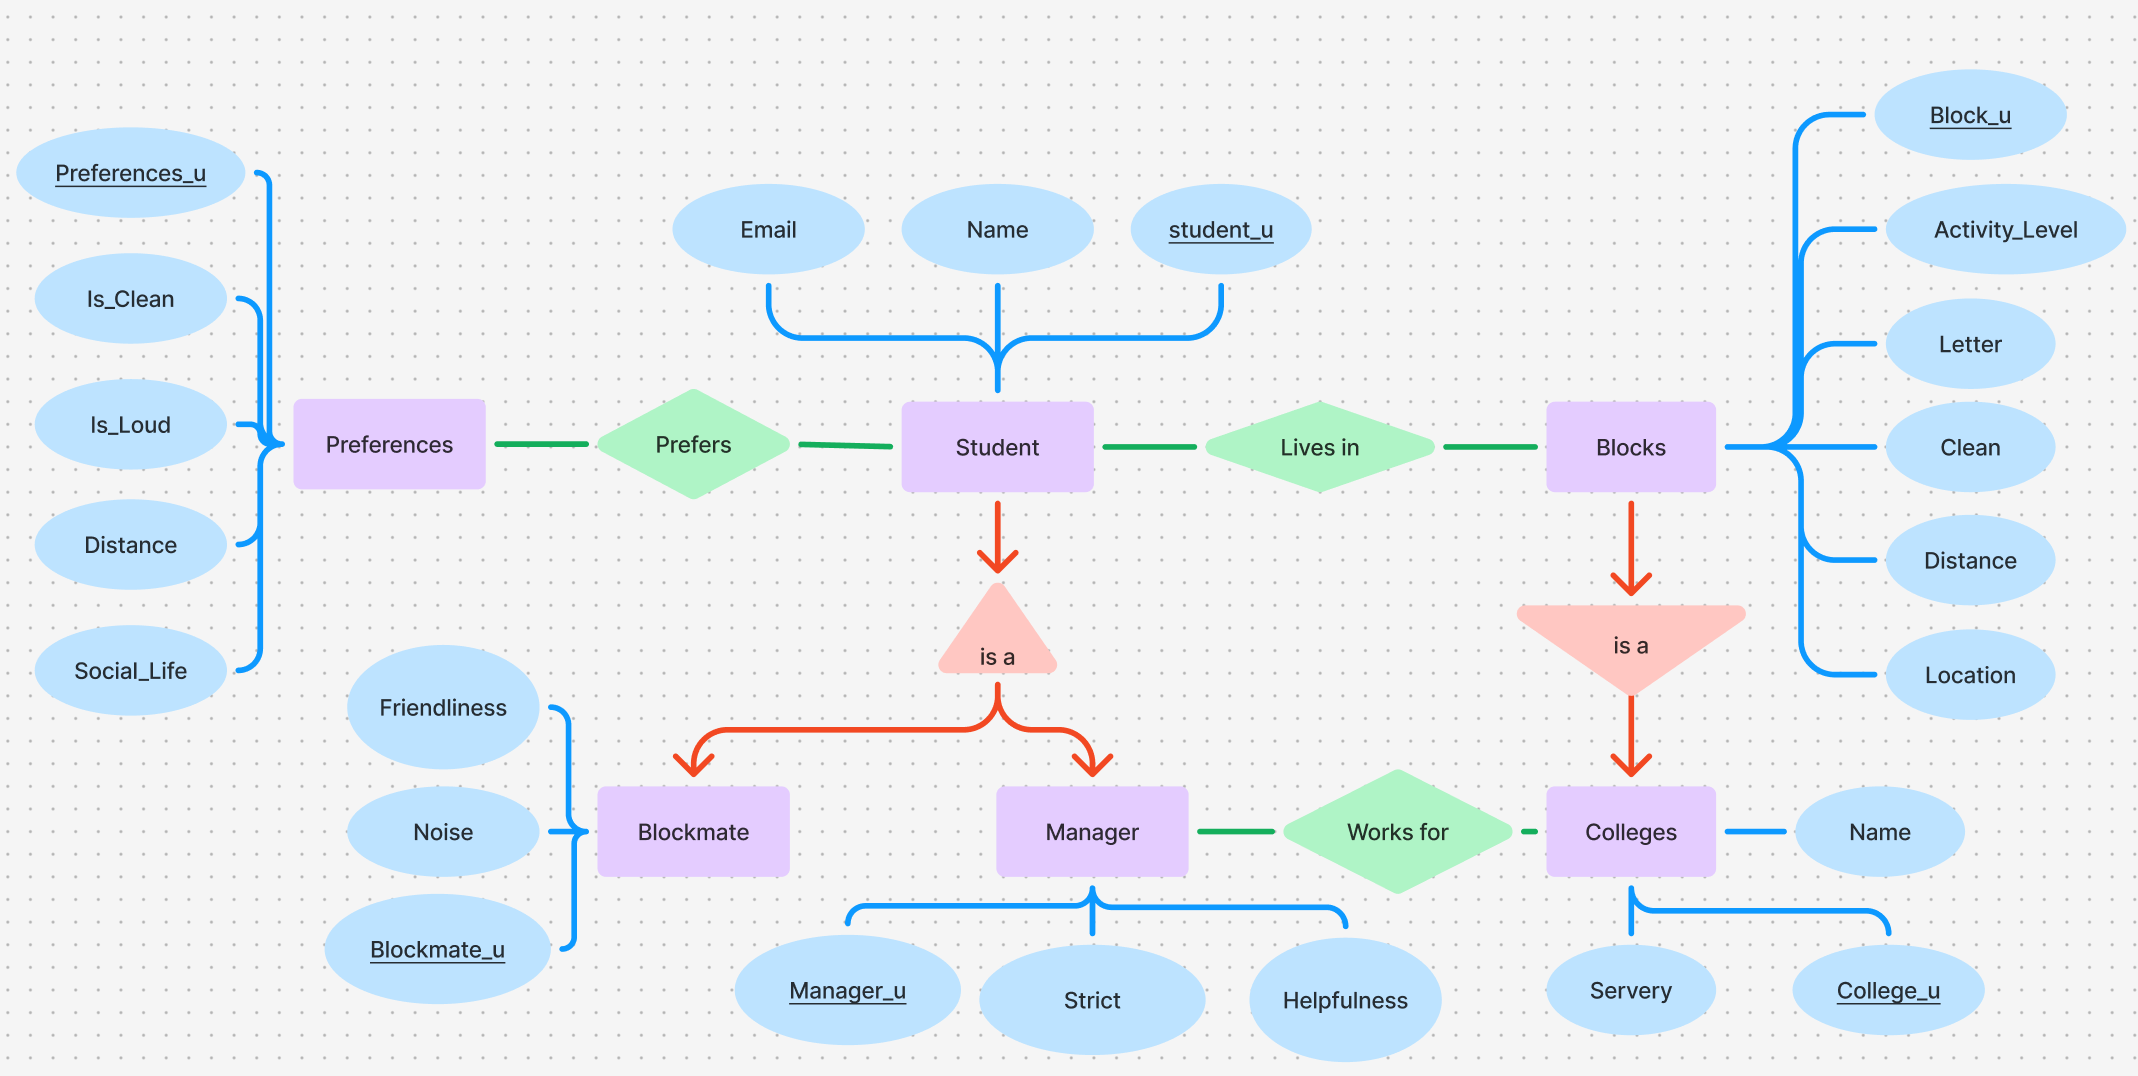 Block_u
Preferences_u
Email
Name
student_u
Activity_Level
Is_Clean
Letter
Is_Loud
Preferences
Prefers
Student
Lives in
Blocks
Clean
Distance
Distance
is a
is a
Social_Life
Location
Friendliness
Noise
Blockmate
Manager
Works for
Colleges
Name
Blockmate_u
Manager_u
Strict
Helpfulness
Servery
College_u